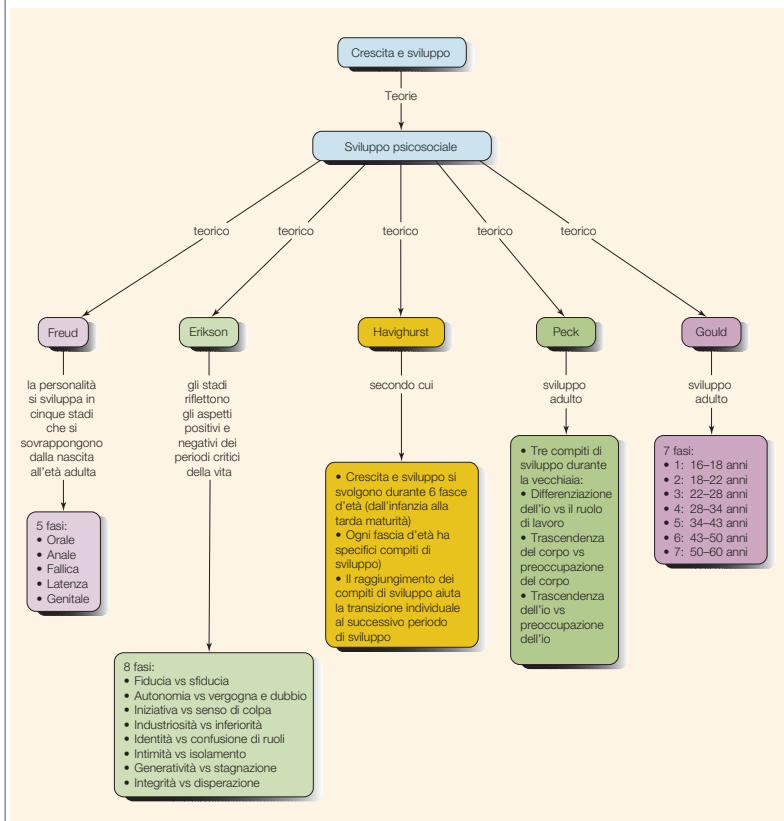 Crescita e sviluppo
Teorie
Sviluppo psicosociale
teorico
teorico
teorico
teorico
teorico
Freud
Erikson
Havighurst
Peck
Gould
la personalità
si sviluppa in
cinque stadi
che si
sovrappongono
dalla nascita
all'età adulta
gli stadi
riflettono
gli aspetti
positivi e
negativi dei
periodi critici
della vita
secondo cui
sviluppo
adulto
sviluppo
adulto
5 fasi:
• Orale
• Anale
• Fallica
• Latenza
• Genitale
8 fasi:
• Fiducia vs sfiducia
• Autonomia vs vergogna e dubbio
• Iniziativa vs senso di colpa
• Industriosità vs inferiorità
• Identità vs confusione di ruoli
• Intimità vs isolamento
• Generatività vs stagnazione
• Integrità vs disperazione
• Crescita e sviluppo si
svolgono durante 6 fasce
d'età (dall'infanzia alla
tarda maturità)
• Ogni fascia d'età ha
specifici compiti di
sviluppo)
• Il raggiungimento dei
compiti di sviluppo aiuta
la transizione individuale
al successivo periodo
di sviluppo
• Tre compiti di
sviluppo durante
la vecchiaia:
• Differenziazione
dell'io vs il ruolo
di lavoro
• Trascendenza
del corpo vs
preoccupazione
del corpo
• Trascendenza
dell'io vs
preoccupazione
dell'io
7 fasi:
• 1: 16–18 anni
• 2: 18–22 anni
• 3: 22–28 anni
• 4: 28–34 anni
• 5: 34–43 anni
• 6: 43–50 anni
• 7: 50–60 anni